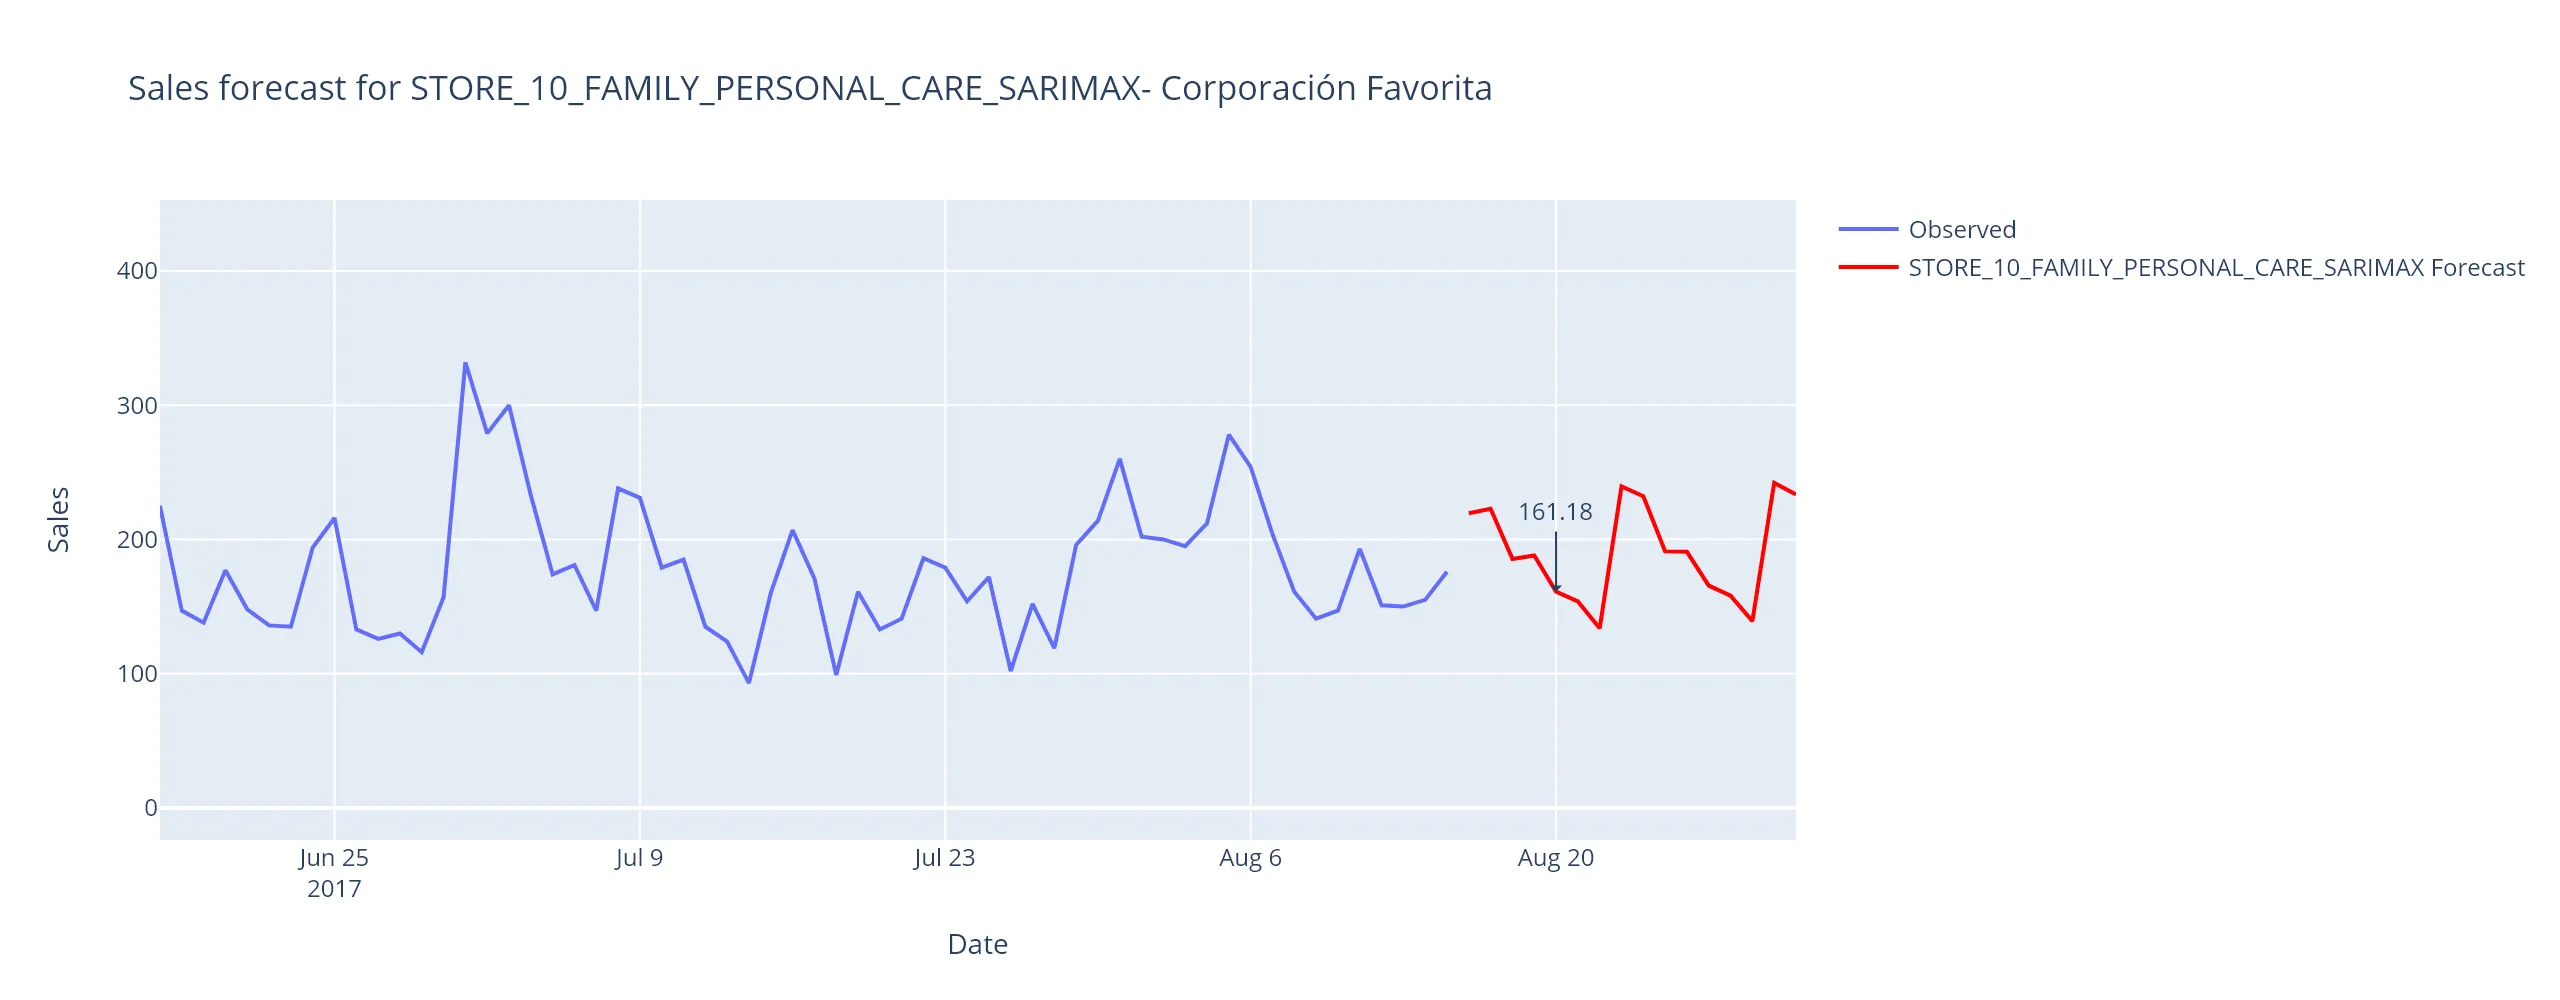 Sales forecast for STORE_10_FAMILY_PERSONAL_CARE_SARIMAX- Corporación Favorita
Observed
STORE_10_FAMILY_PERSONAL_CARE_SARIMAX Forecast
400
300
200
100
0
Sales
161.18
Jun 25
2017
Jul 9
Jul 23
Aug 6
Aug 20
Date